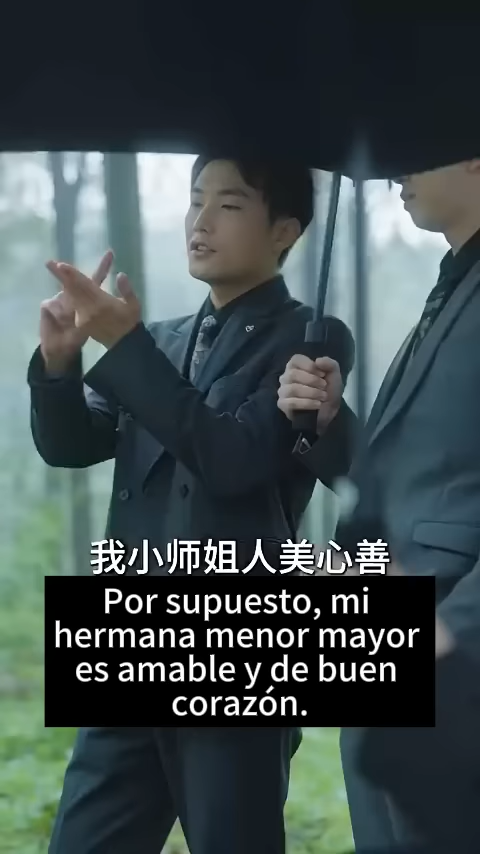 我小师姐人美心善
Por supuesto, mi
hermana menor mayor
es amable y de buen
corazón.